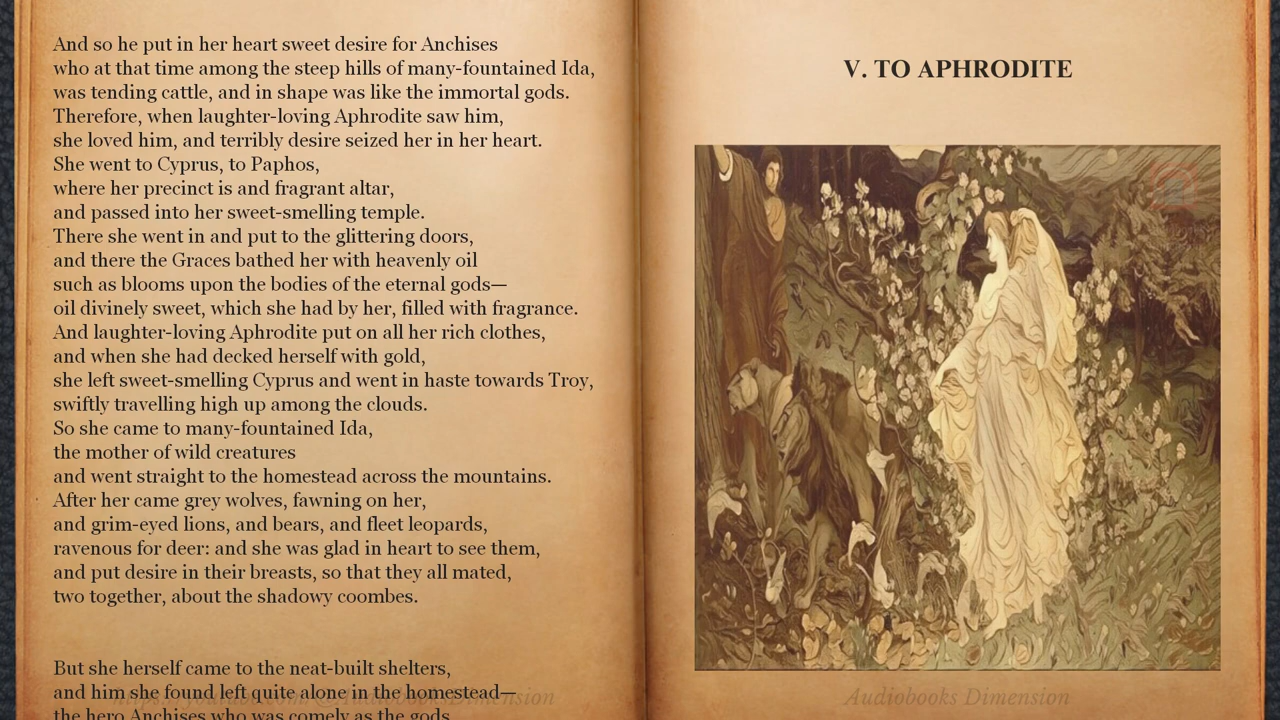 And so he put in her heart sweet desire for Anchises
who at that time among the steep hills of many-fountained Ida,
was tending cattle, and in shape was like the immortal gods.
Therefore, when laughter-loving Aphrodite saw him,
she loved him, and terribly desire seized her in her heart.
She went to Cyprus, to Paphos,
where her precinct is and fragrant altar,
and passed into her sweet-smelling temple.
There she went in and put to the glittering doors,
and there the Graces bathed her with heavenly oil
such as blooms upon the bodies of the eternal gods—
oil divinely sweet, which she had by her, filled with fragrance.
And laughter-loving Aphrodite put on all her rich clothes,
and when she had decked herself with gold,
she left sweet-smelling Cyprus and went in haste towards Troy,
swiftly travelling high up among the clouds.
So she came to many-fountained Ida,
the mother of wild creatures
and went straight to the homestead across the mountains.
After her came grey wolves, fawning on her,
and grim-eyed lions, and bears, and fleet leopards,
ravenous for deer: and she was glad in heart to see them,
and put desire in their breasts, so that they all mated,
two together, about the shadowy coombes.
But she herself came to the neat-built shelters,
and him she found left quite alone in the homestead—
the hero Anchises who was comely as the gods
V. TO APHRODITE
Audiobooks Dimension